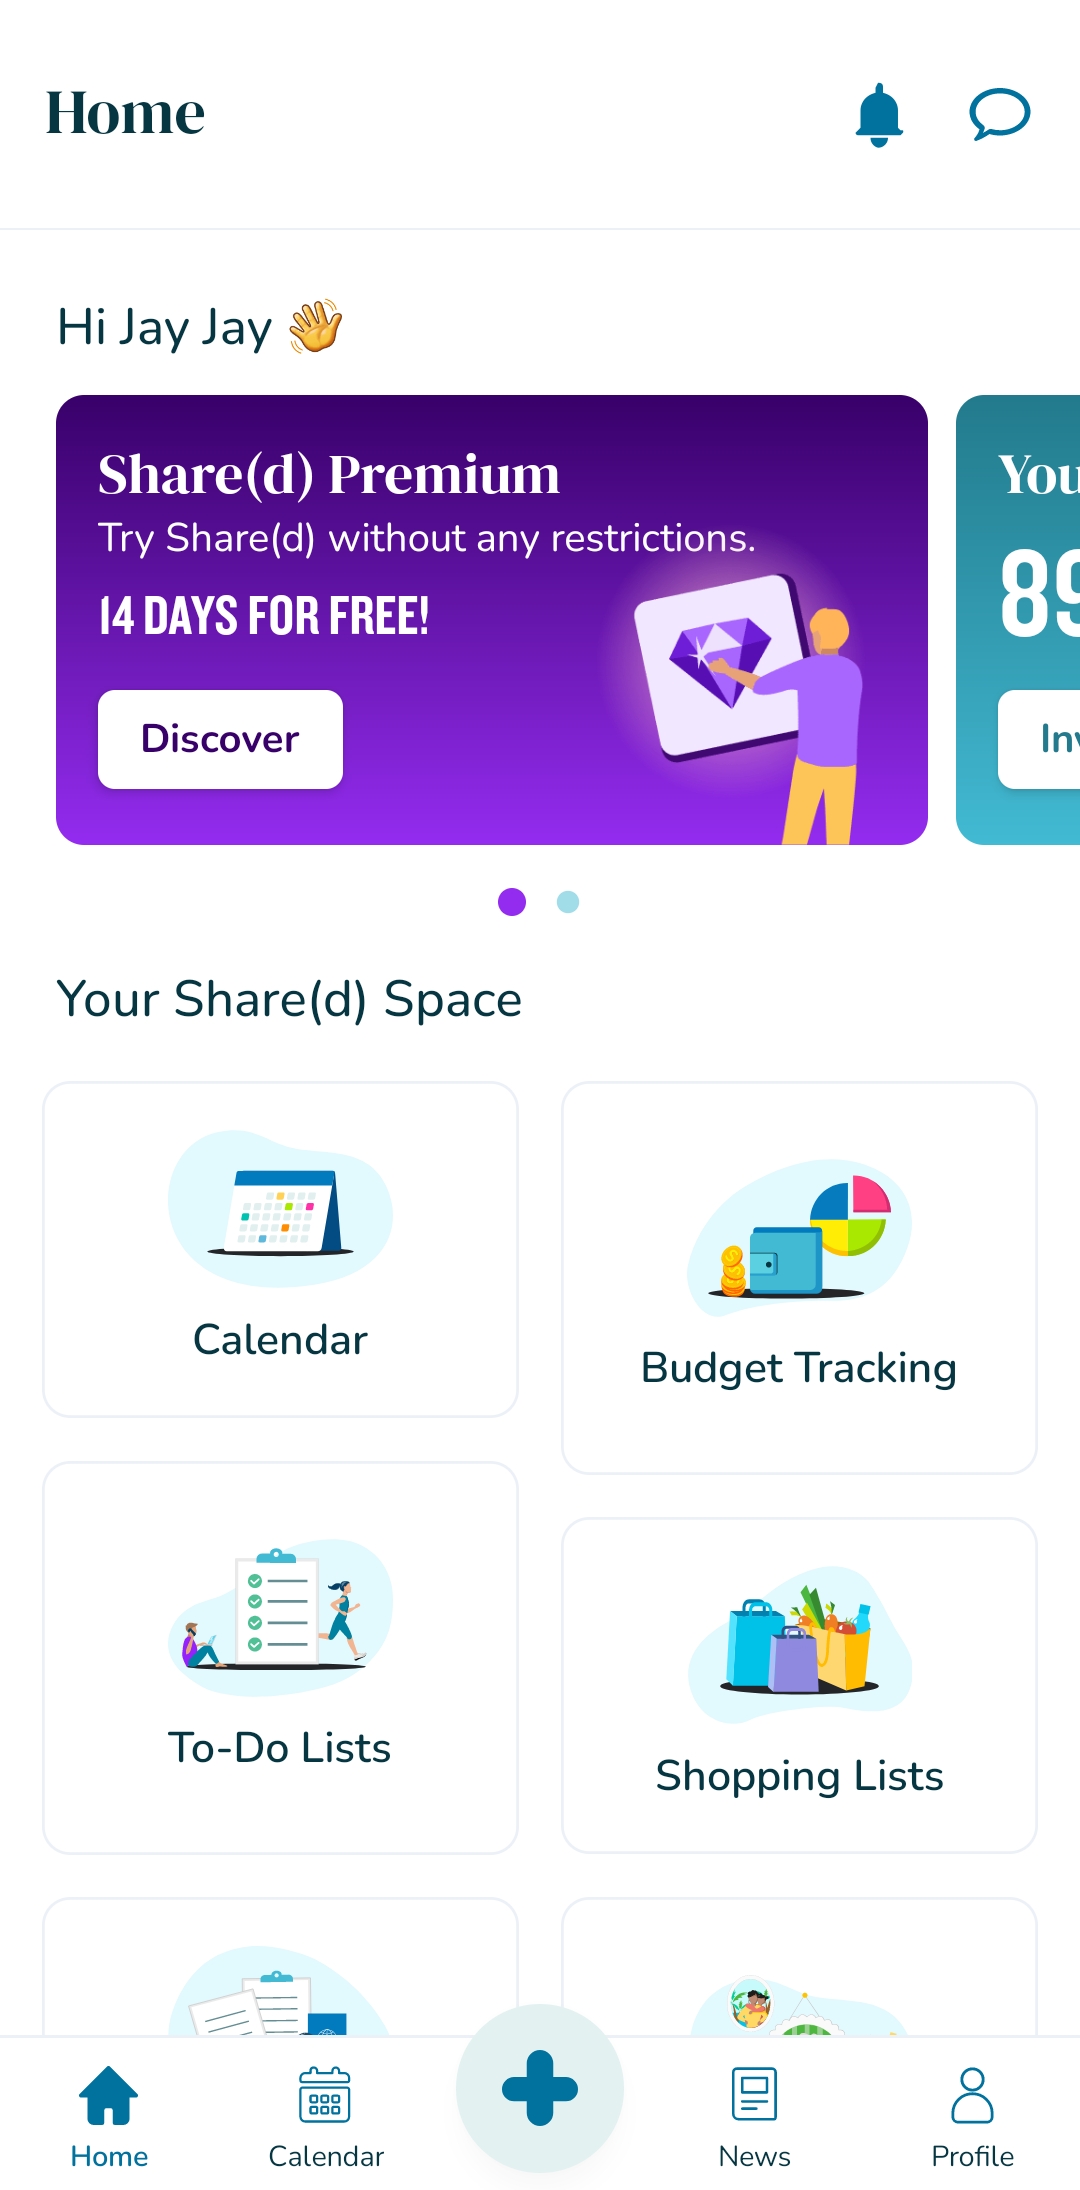 Home
Hi Jay Jay 👋
Share(d) Premium
Try Share(d) without any restrictions.
14 DAYS FOR FREE!
Discover
You
89
Inv
Your Share(d) Space
Calendar
Budget Tracking
To-Do Lists
Shopping Lists
Home
Calendar
News
Profile